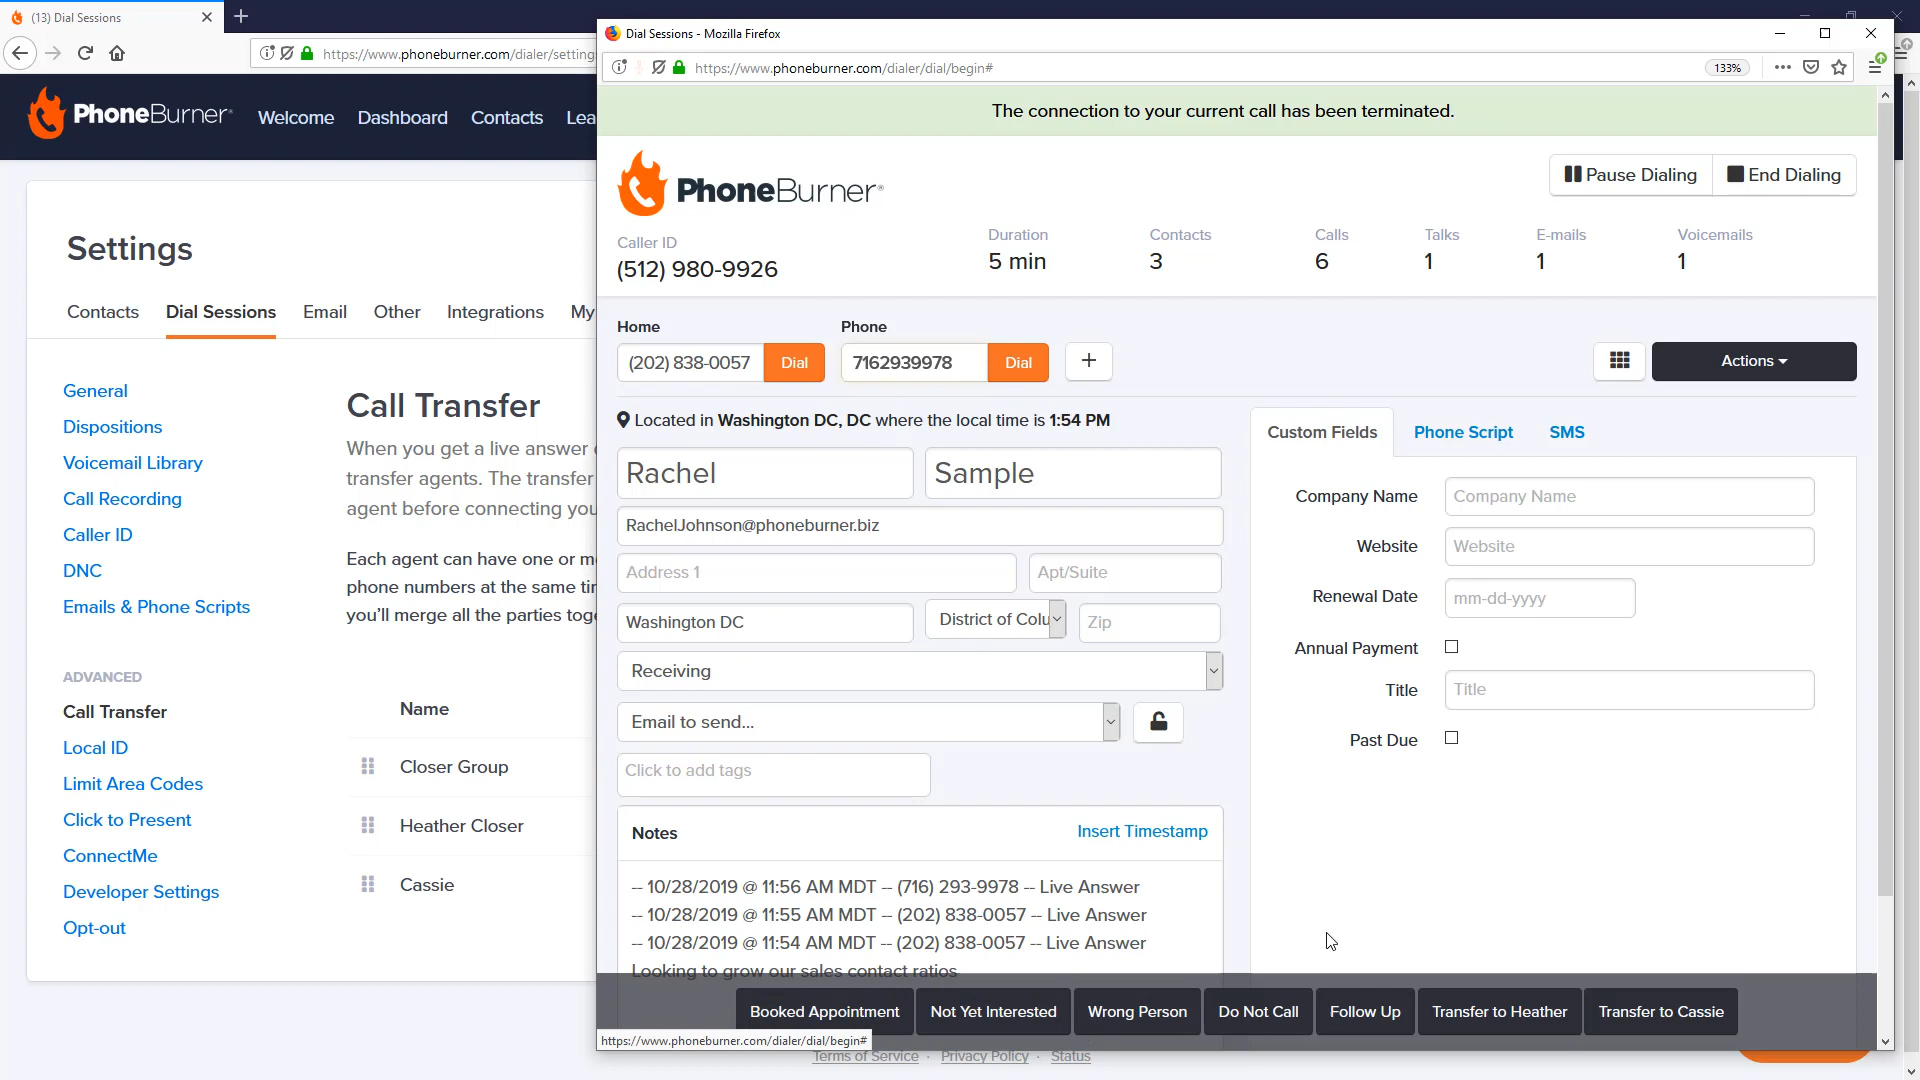 (13) Dial Sessions
https://www.phoneburner.com/dialer/setting
PhoneBurner
Welcome
Dashboard
Contacts
Lea
Settings
Contacts
Dial Sessions
Email
Other
Integrations
My
General
Dispositions
Voicemail Library
Call Recording
Caller ID
DNC
Emails & Phone Scripts
ADVANCED
Call Transfer
Local ID
Limit Area Codes
Click to Present
ConnectMe
Developer Settings
Opt-out
Call Transfer
When you get a live answer
transfer agents. The transfer
agent before connecting you
Each agent can have one or m
phone numbers at the same tim
you'll merge all the parties toge
Name
Closer Group
Heather Closer
Cassie
Dial Sessions - Mozilla Firefox
https://www.phoneburner.com/dialer/dial/begin#
133%
The connection to your current call has been terminated.
PhoneBurner®
Pause Dialing
End Dialing
Caller ID
(512) 980-9926
Duration
5 min
Contacts
3
Calls
6
Talks
1
E-mails
1
Voicemails
1
Home
(202) 838-0057
Dial
Phone
7162939978
Dial
+
Actions
Located in Washington DC, DC where the local time is 1:54 PM
Rachel
Sample
RachelJohnson@phoneburner.biz
Address 1
Apt/Suite
Washington DC
District of Colu
Zip
Receiving
Email to send...
Click to add tags
Notes
Insert Timestamp
-- 10/28/2019 @ 11:56 AM MDT -- (716) 293-9978 -- Live Answer
-- 10/28/2019 @ 11:55 AM MDT -- (202) 838-0057 -- Live Answer
-- 10/28/2019 @ 11:54 AM MDT -- (202) 838-0057 -- Live Answer
Looking to grow our sales contact ratios
Custom Fields
Phone Script
SMS
Company Name
Company Name
Website
Website
Renewal Date
mm-dd-yyyy
Annual Payment
Title
Title
Past Due
Booked Appointment
Not Yet Interested
Wrong Person
Do Not Call
Follow Up
Transfer to Heather
Transfer to Cassie
https://www.phoneburner.com/dialer/dial/begin#
Terms of Service · Privacy Policy · Status